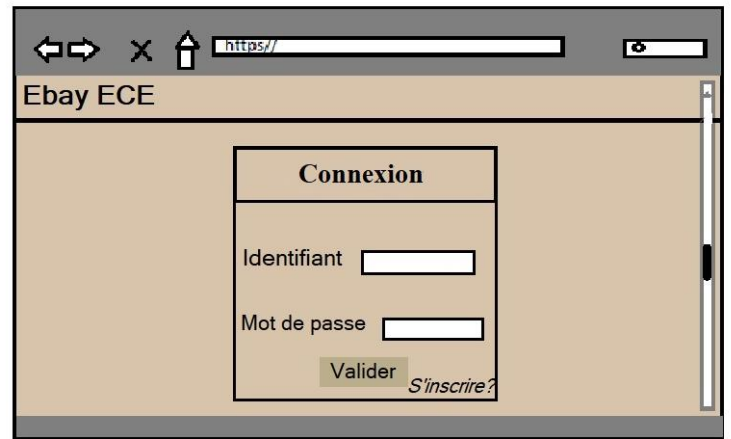 https//
Ebay ECE
Connexion
Identifiant
Mot de passe
Valider
S'inscrire?